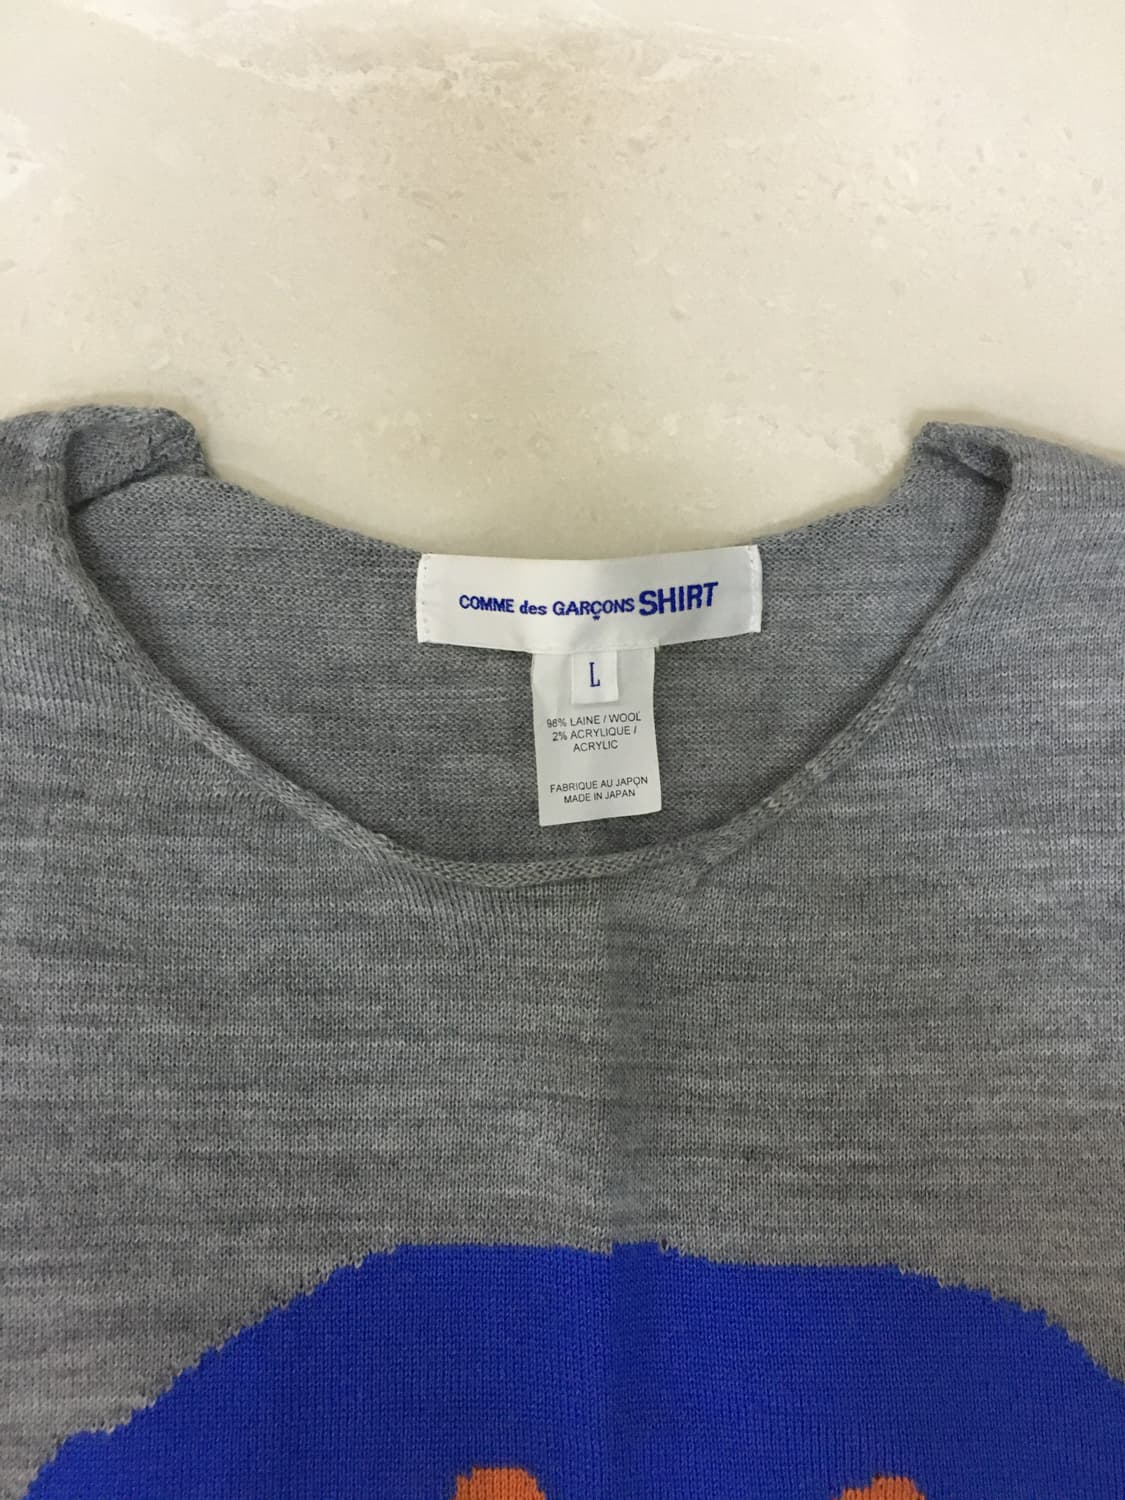 COMME des GARÇONS SHIRT
L
98% LAINE / WOOL
2% ACRYLIQUE /
ACRYLIC
FABRIQUE AU JAPON
MADE IN JAPAN